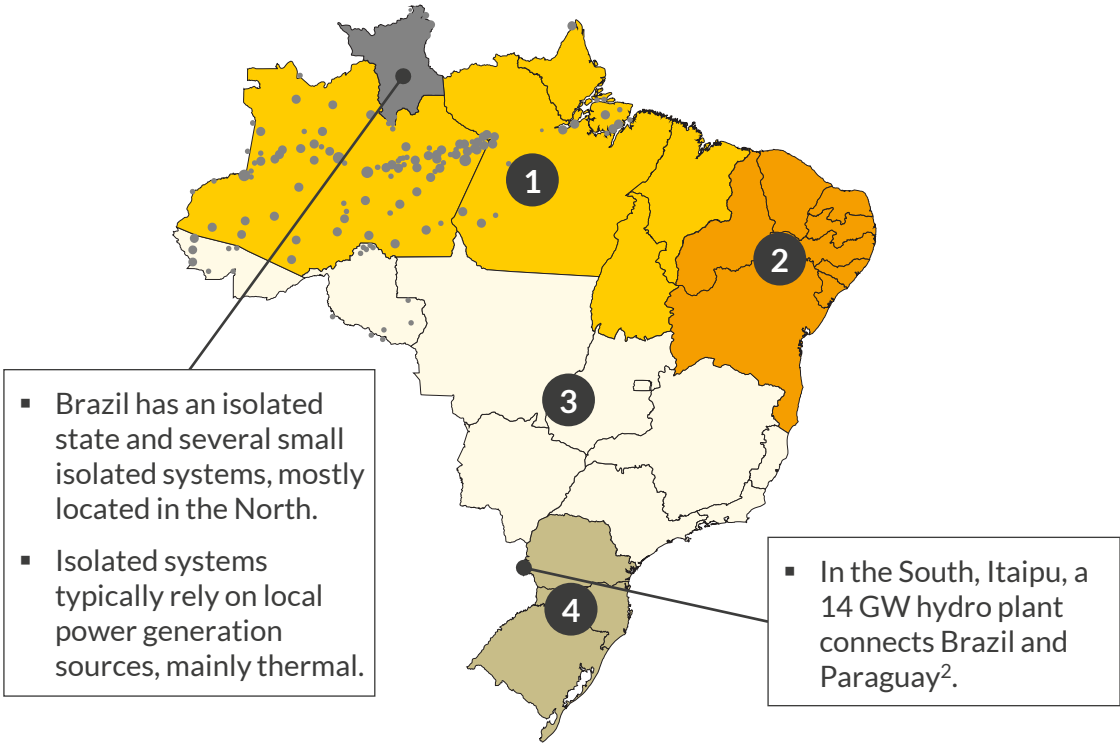 1
2
3
4
▪ Brazil has an isolated
state and several small
isolated systems, mostly
located in the North.
▪ Isolated systems
typically rely on local
power generation
sources, mainly thermal.
▪ In the South, Itaipu, a
14 GW hydro plant
connects Brazil and
Paraguay².